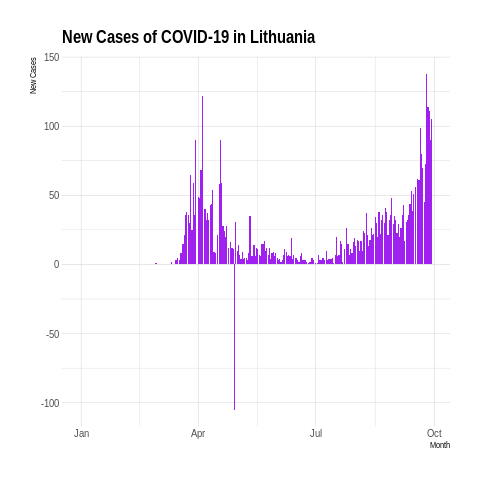 New Cases of COVID-19 in Lithuania
New Cases
150
100
50
0
-50
-100
Jan
Apr
Jul
Oct
Month